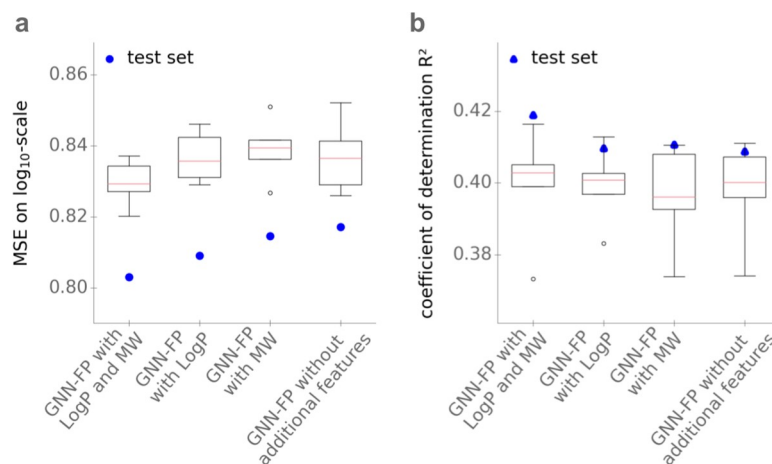 a
test set
MSE on log₁₀-scale
0.86
0.84
0.82
0.80
GNN-FP with
LogP and MW
GNN-FP
with LogP
GNN-FP
with MW
GNN-FP without
additional features
b
test set
coefficient of determination R²
0.42
0.40
0.38
GNN-FP with
LogP and MW
GNN-FP
with LogP
GNN-FP
with MW
GNN-FP without
additional features